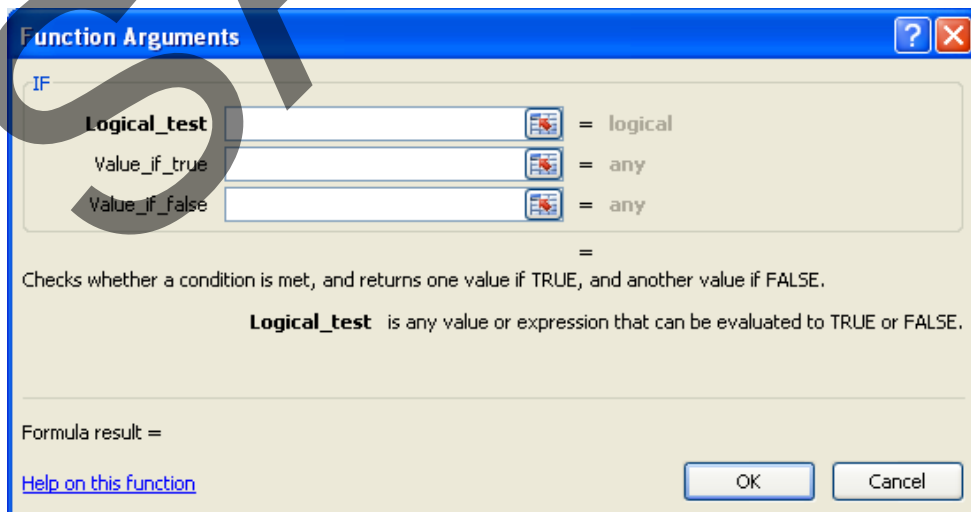 Function Arguments
IF
Logical_test = logical
Value_if_true = any
Value_if_false = any
=
Checks whether a condition is met, and returns one value if TRUE, and another value if FALSE.
Logical_test is any value or expression that can be evaluated to TRUE or FALSE.
Formula result =
Help on this function OK Cancel